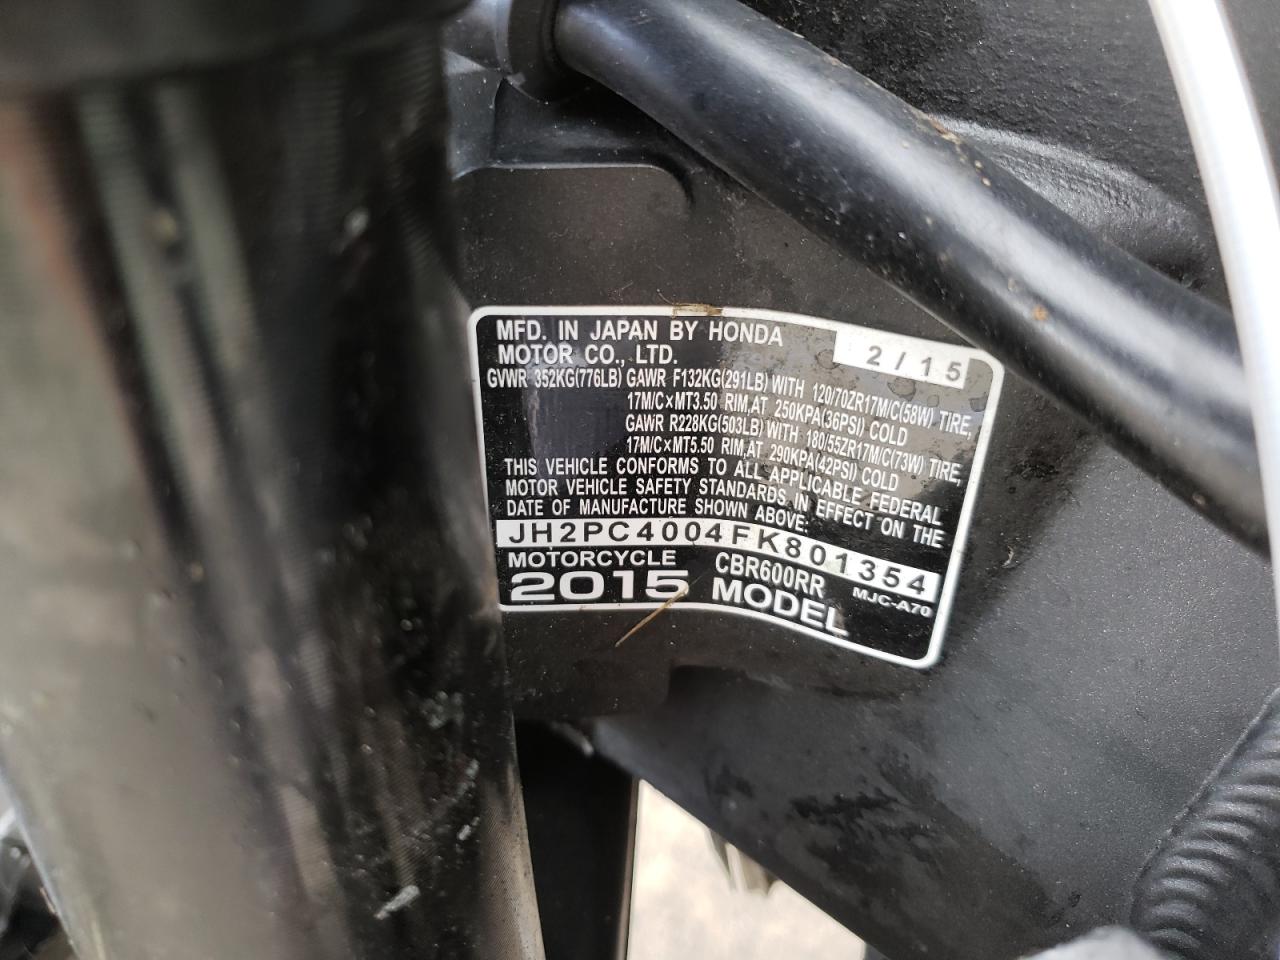 MFD. IN JAPAN BY HONDA
MOTOR CO., LTD.
2/15
GVWR 352KG(776LB) GAWR F132KG(291LB) WITH 120/70ZR17M/C(58W) TIRE,
17M/C×MT3.50 RIM,AT 250KPA(36PSI) COLD
GAWR R228KG(503LB) WITH 180/55ZR17M/C(73W) TIRE,
17M/C×MT5.50 RIM,AT 290KPA(42PSI) COLD
THIS VEHICLE CONFORMS TO ALL APPLICABLE FEDERAL
MOTOR VEHICLE SAFETY STANDARDS IN EFFECT ON THE
DATE OF MANUFACTURE SHOWN ABOVE:
JH2PC4004FK801354
MOTORCYCLE CBR600RR MJC-A70
2015 MODEL